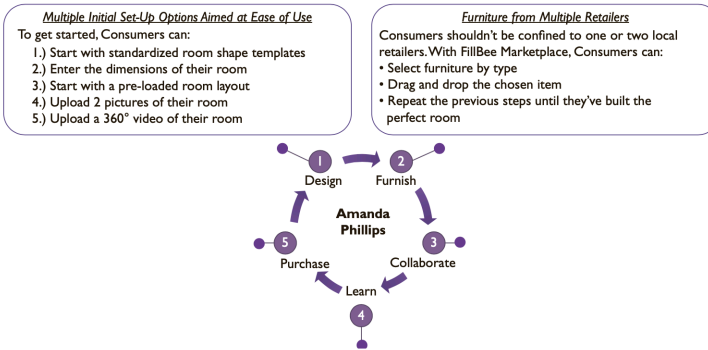 Multiple Initial Set-Up Options Aimed at Ease of Use
To get started, Consumers can:
1.) Start with standardized room shape templates
2.) Enter the dimensions of their room
3.) Start with a pre-loaded room layout
4.) Upload 2 pictures of their room
5.) Upload a 360° video of their room
Furniture from Multiple Retailers
Consumers shouldn't be confined to one or two local
retailers. With FillBee Marketplace, Consumers can:
• Select furniture by type
• Drag and drop the chosen item
• Repeat the previous steps until they've built the
perfect room
1
Design
2
Furnish
Amanda
Phillips
3
Collaborate
5
Purchase
Learn
4